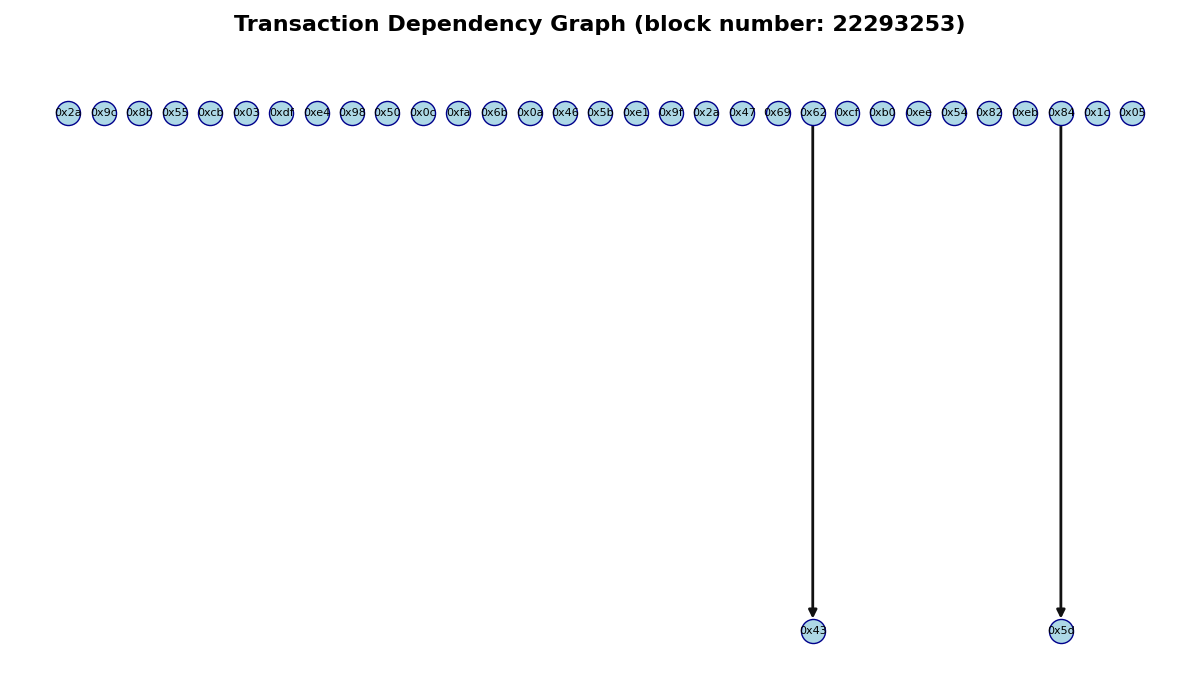 Transaction Dependency Graph (block number: 22293253)
0x2a 0x9c 0x8b 0x55 0xcb 0x03 0xdf 0xe4 0x98 0x50 0x0c 0xfa 0x6b 0x0a 0x46 0x5b 0xe1 0x9f 0x2a 0x47 0x69 0x62 0xcf 0xb0 0xee 0x54 0x82 0xeb 0x84 0x1c 0x05
0x43 0x5d